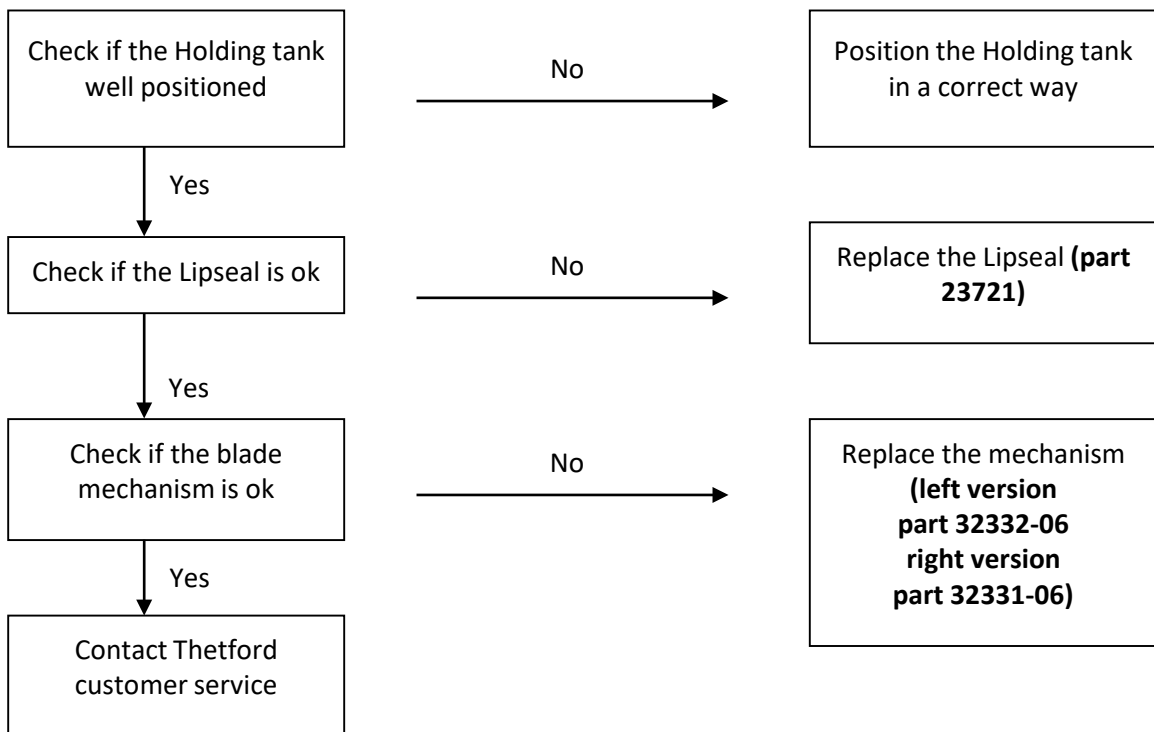 Check if the Holding tank
well positioned
No
Position the Holding tank
in a correct way
Yes
Check if the Lipseal is ok
No
Replace the Lipseal (part
23721)
Yes
Check if the blade
mechanism is ok
No
Replace the mechanism
(left version
part 32332-06
right version
part 32331-06)
Yes
Contact Thetford
customer service